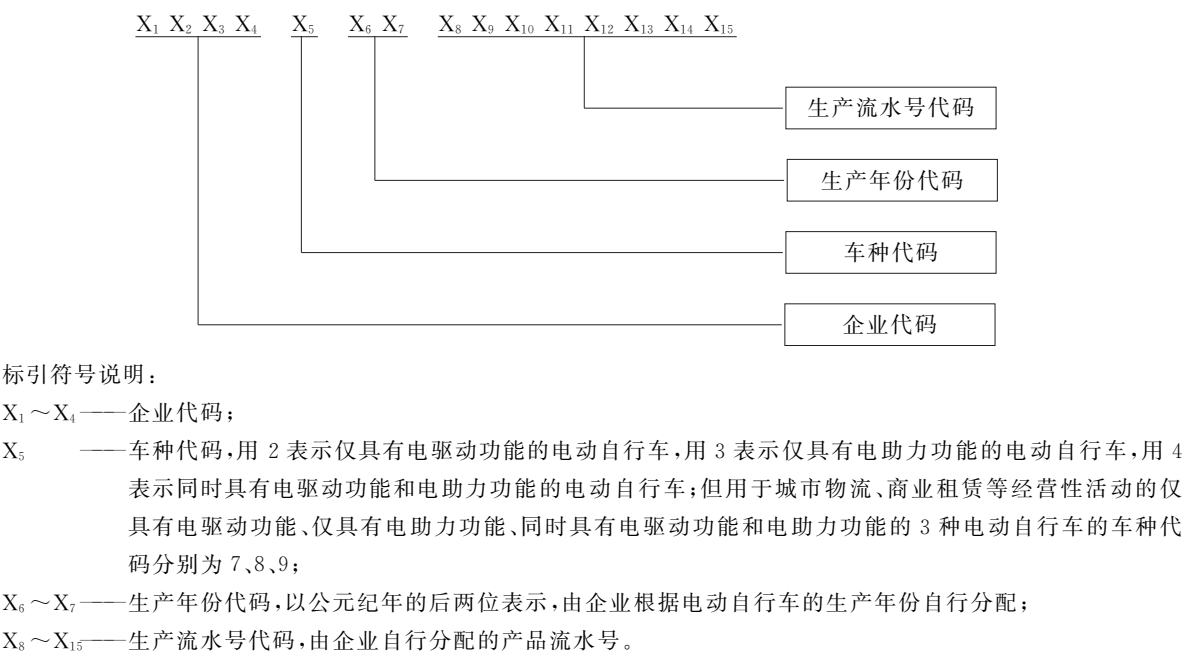 X₁ X₂ X₃ X₄ X₅ X₆ X₇ X₈ X₉ X₁₀ X₁₁ X₁₂ X₁₃ X₁₄ X₁₅
生产流水号代码
生产年份代码
车种代码
企业代码
标引符号说明:
X₁～X₄——企业代码;
X₅ ——车种代码,用 2 表示仅具有电驱动功能的电动自行车,用 3 表示仅具有电助力功能的电动自行车,用 4
表示同时具有电驱动功能和电助力功能的电动自行车;但用于城市物流、商业租赁等经营性活动的仅
具有电驱动功能、仅具有电助力功能、同时具有电驱动功能和电助力功能的 3 种电动自行车的车种代
码分别为 7、8、9;
X₆～X₇——生产年份代码,以公元纪年的后两位表示,由企业根据电动自行车的生产年份自行分配;
X₈～X₁₅——生产流水号代码,由企业自行分配的产品流水号。